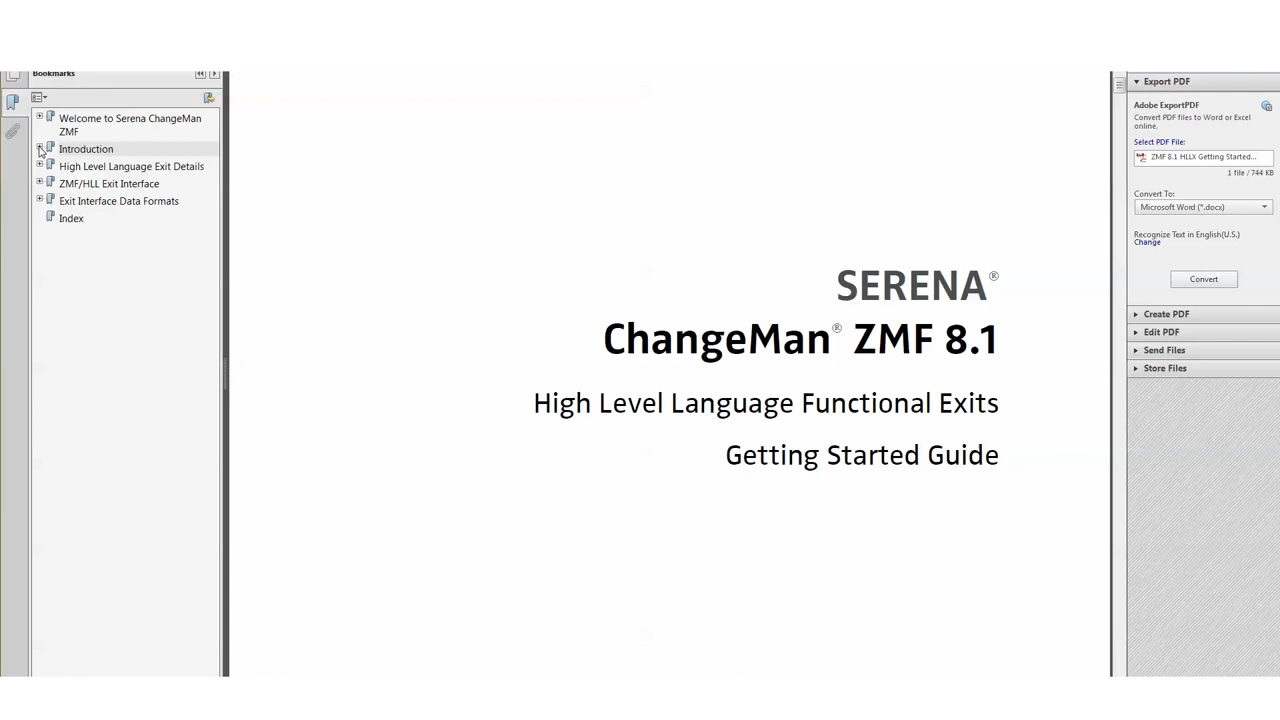 Bookmarks
Welcome to Serena ChangeMan
ZMF
Introduction
High Level Language Exit Details
ZMF/HLL Exit Interface
Exit Interface Data Formats
Index
SERENA®
ChangeMan® ZMF 8.1
High Level Language Functional Exits
Getting Started Guide
Export PDF
Adobe ExportPDF
Convert PDF files to Word or Excel
online.
Select PDF File:
ZMF 8.1 HLLX Getting Started...
1 file / 744 KB
Convert To:
Microsoft Word (*.docx)
Recognize Text in English(U.S.)
Change
Convert
Create PDF
Edit PDF
Send Files
Store Files